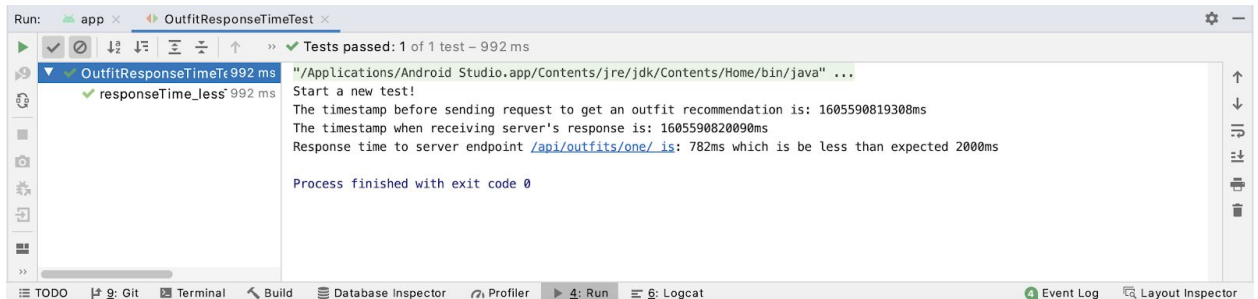 Run: app × OutfitResponseTimeTest ×
>> Tests passed: 1 of 1 test – 992 ms
OutfitResponseTimeTe 992 ms
responseTime_less 992 ms
"/Applications/Android Studio.app/Contents/jre/jdk/Contents/Home/bin/java" ...
Start a new test!
The timestamp before sending request to get an outfit recommendation is: 1605590819308ms
The timestamp when receiving server's response is: 1605590820090ms
Response time to server endpoint /api/outfits/one/ is: 782ms which is be less than expected 2000ms
Process finished with exit code 0
>>
TODO 9: Git Terminal Build Database Inspector Profiler 4: Run 6: Logcat 4 Event Log Layout Inspector